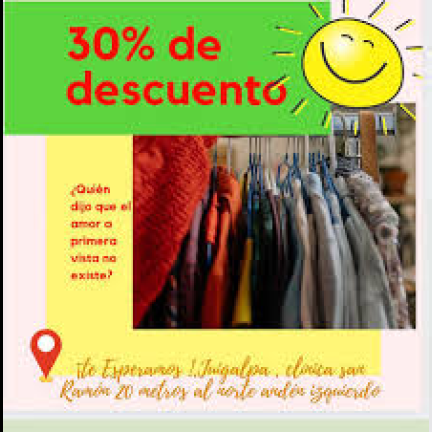 30% de
descuento
¿Quién
dijo que el
amor a
primera
vista no
existe?
¡te Esperamos !,Juigalpa , clínica san
Ramón 20 metros al norte andén izquierdo